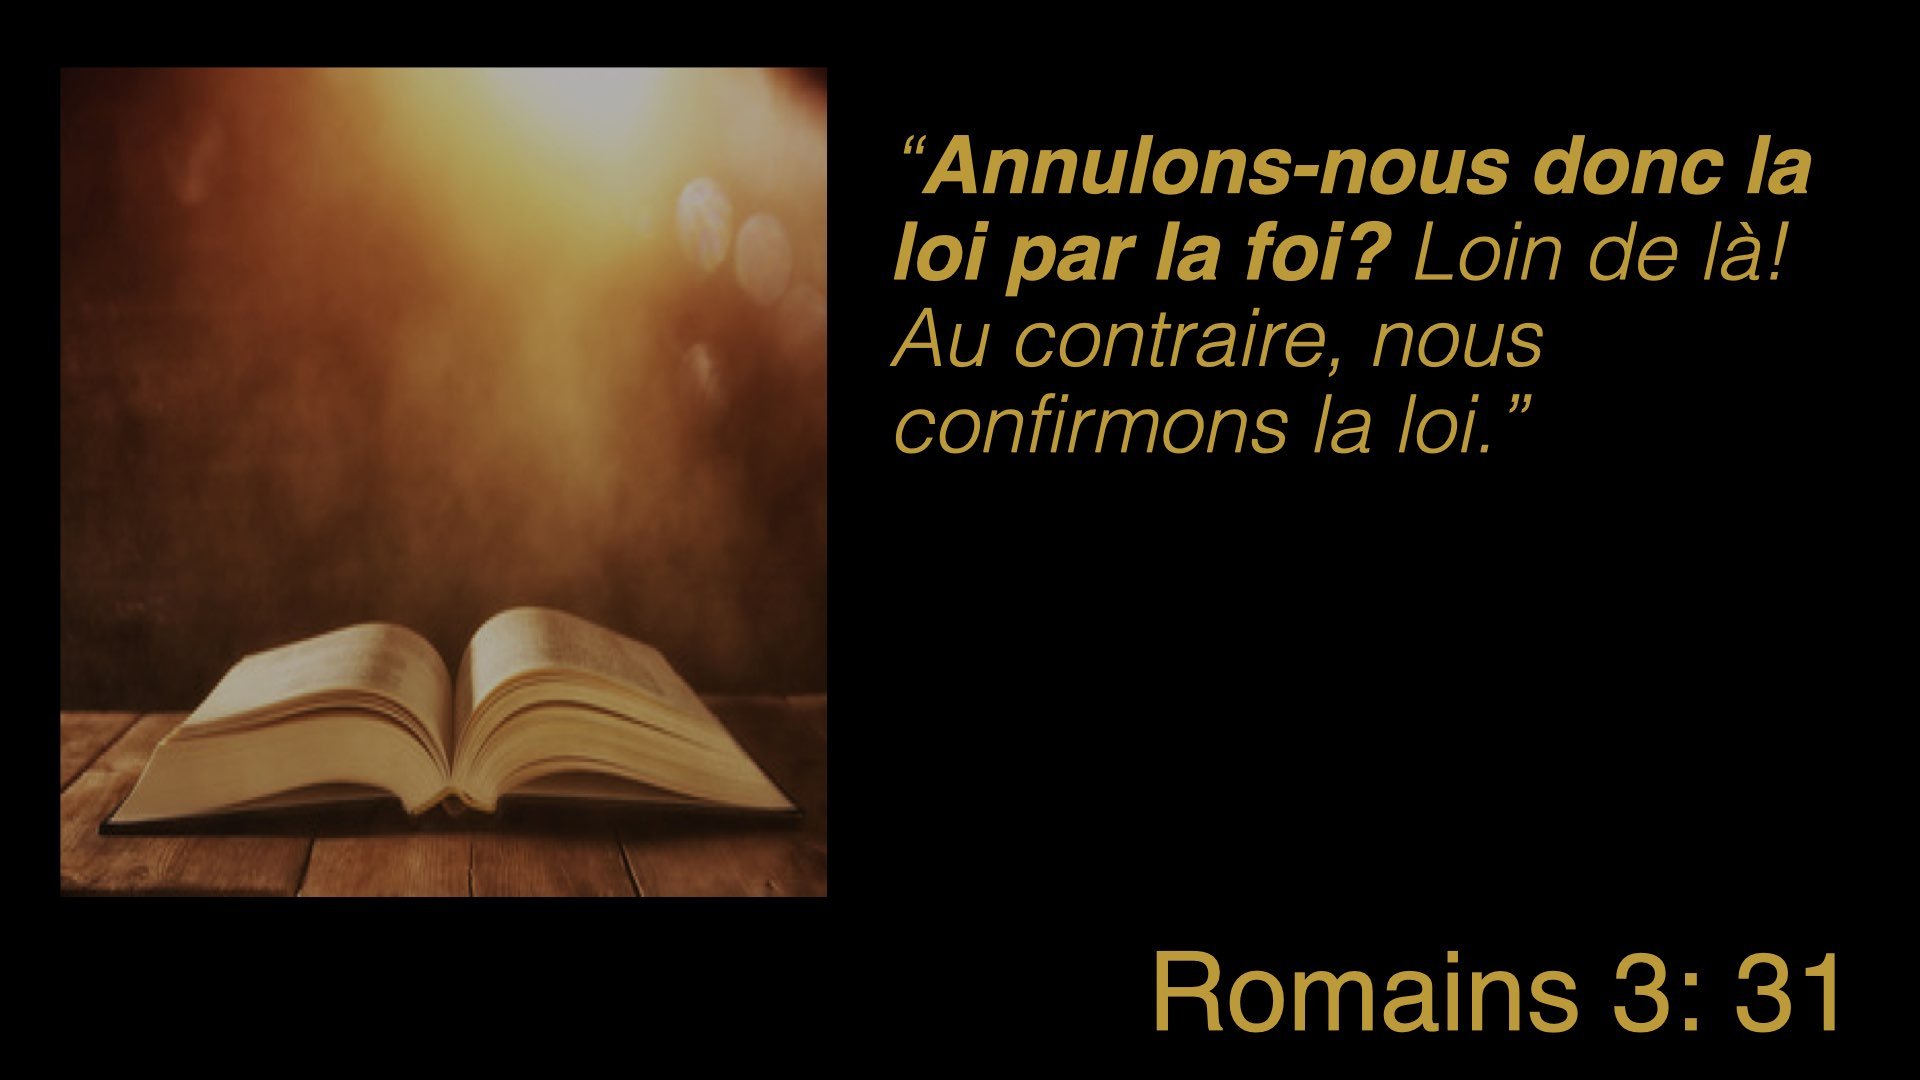 “Annulons-nous donc la
loi par la foi? Loin de là!
Au contraire, nous
confirmons la loi.”
Romains 3: 31